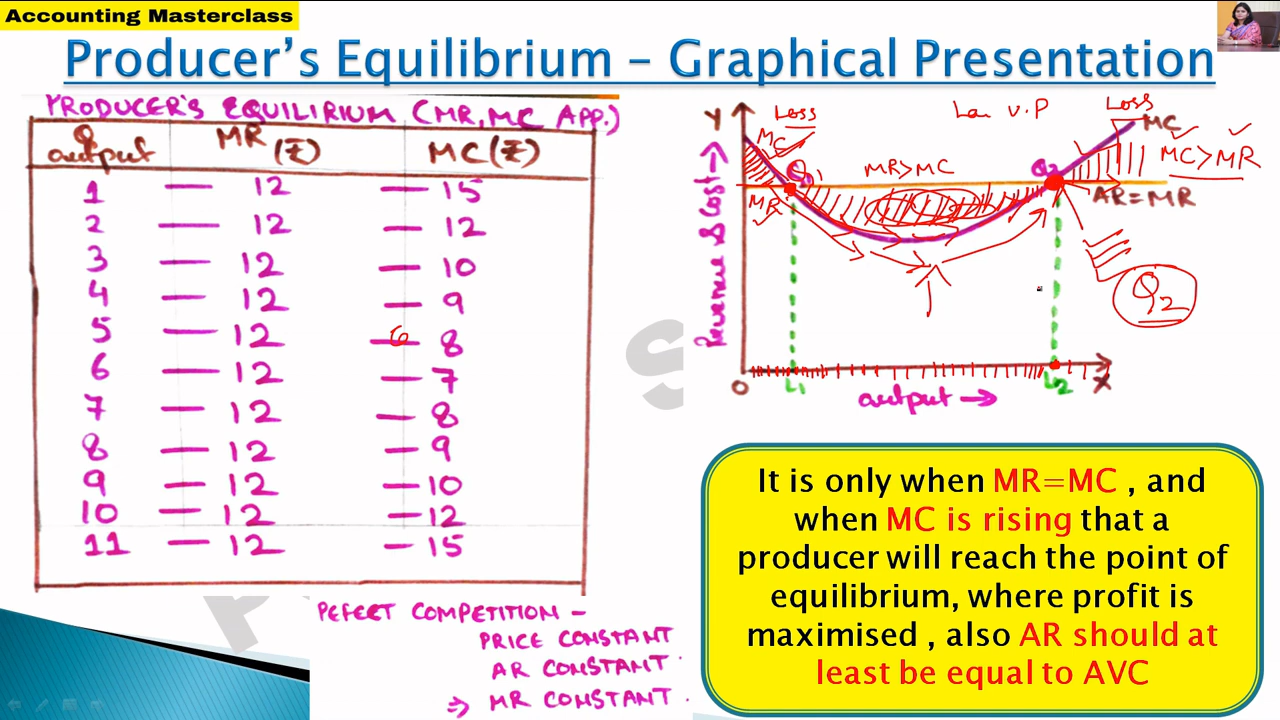 Accounting Masterclass
Producer's Equilibrium – Graphical Presentation
PRODUCER'S EQUILIRIUM (MR, MC APP.)
Q output MR (₹) MC (₹)
1 — 12 — 15
2 — 12 — 12
3 — 12 — 10
4 — 12 — 9
5 — 12 — 8
6
6 — 12 — 7
7 — 12 — 8
8 — 12 — 9
9 — 12 — 10
10 — 12 — 12
11 — 12 — 15
PEFECT COMPETITION –
PRICE CONSTANT
AR CONSTANT
⇒ MR CONSTANT.
Y
Loss
Law v.P
Loss
MC
MC
MC>MR
MR>MC
Q1
Q2
MR
AR=MR
Revenue & Cost →
Q2
O
L1
L2
X
output →
It is only when MR=MC , and
when MC is rising that a
producer will reach the point of
equilibrium, where profit is
maximised , also AR should at
least be equal to AVC
S